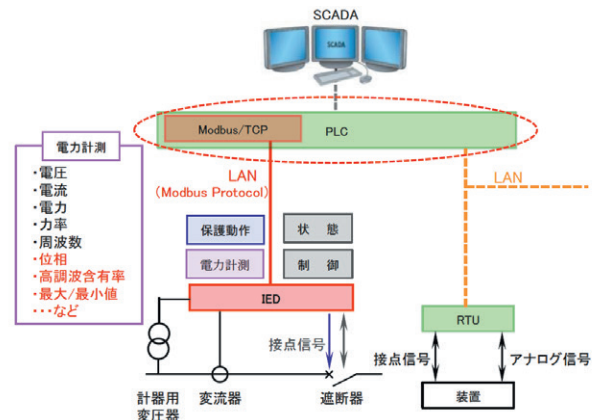 SCADA
SCADA
Modbus/TCP
PLC
電力計測
・電圧
・電流
・電力
・力率
・周波数
・位相
・高調波含有率
・最大/最小値
・・・など
LAN
(Modbus Protocol)
LAN
保護動作
状態
電力計測
制御
IED
RTU
接点信号
接点信号
アナログ信号
計器用
変圧器
変流器
遮断器
装置